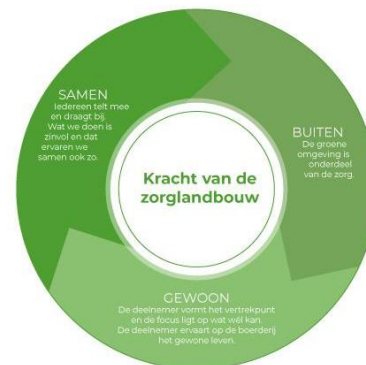 SAMEN
Iedereen telt mee
en draagt bij.
Wat we doen is
zinvol en dat
ervaren we
samen ook zo.
BUITEN
De groene
omgeving is
onderdeel
van de zorg.
Kracht van de
zorglandbouw
GEWOON
De deelnemer vormt het vertrekpunt
en de focus ligt op wat wél kan.
De deelnemer ervaart op de boerderij
het gewone leven.